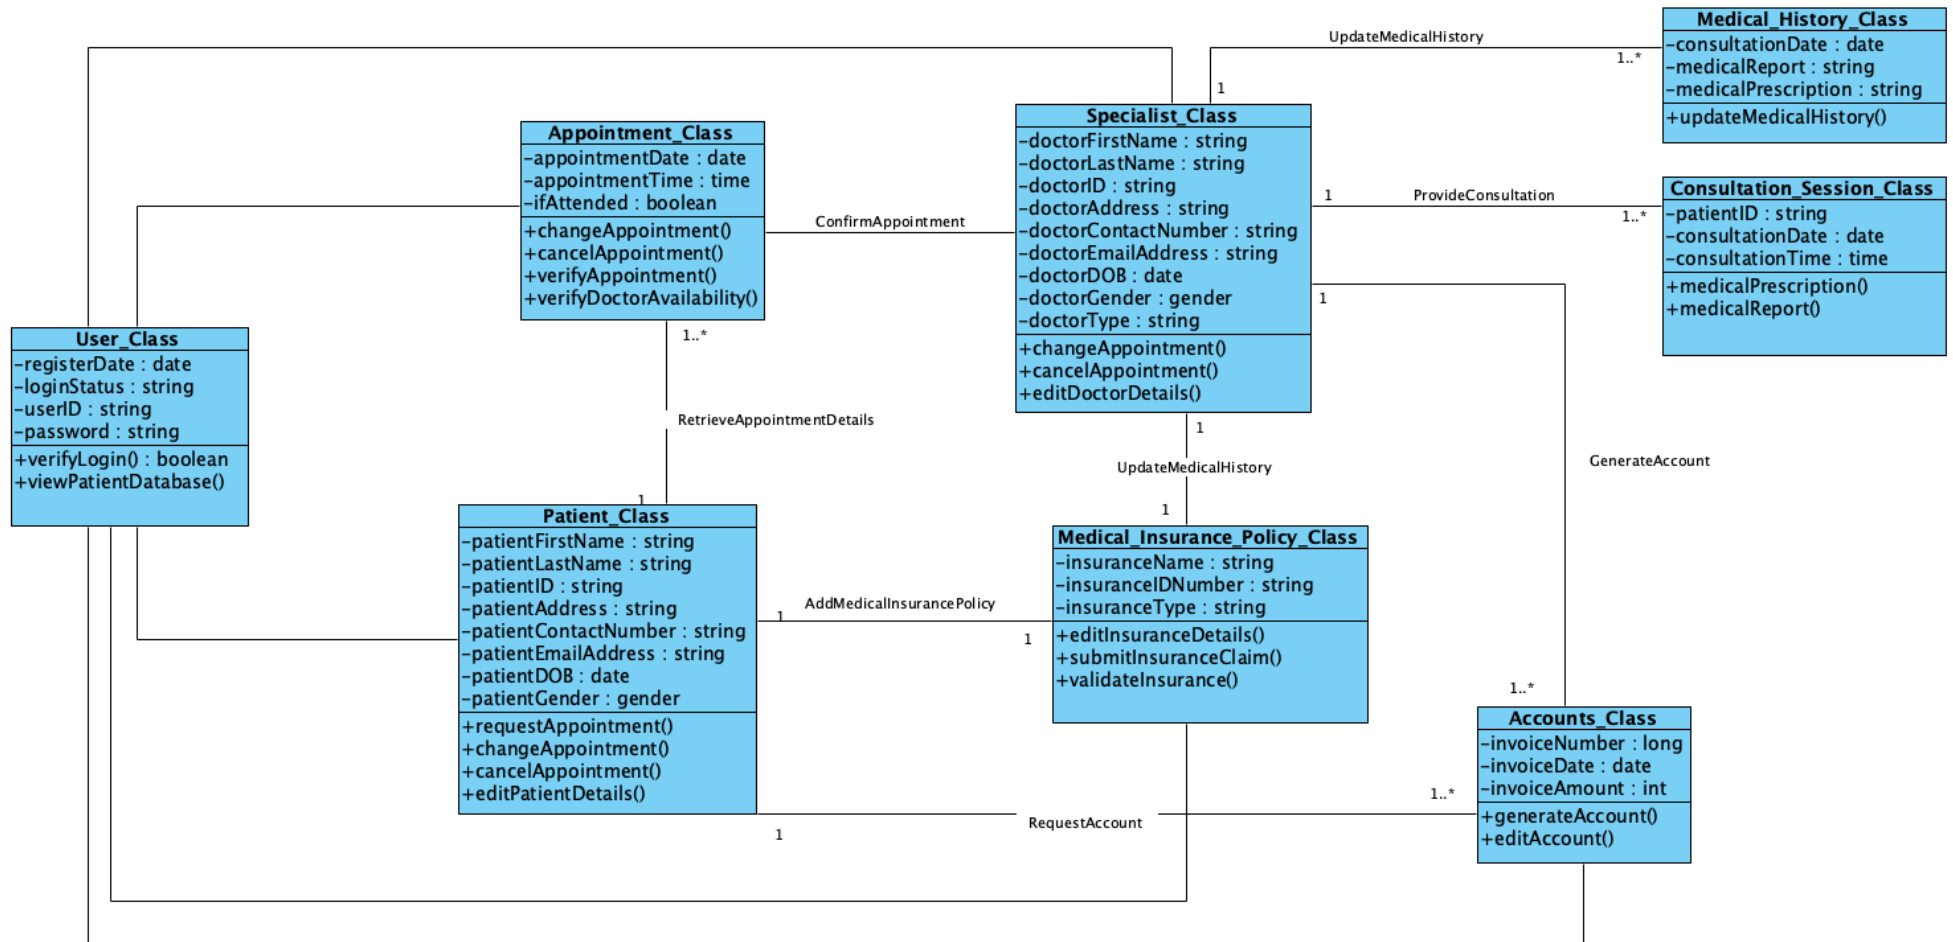 UpdateMedicalHistory
1..*
1
Medical_History_Class
-consultationDate : date
-medicalReport : string
-medicalPrescription : string
+updateMedicalHistory()
Appointment_Class
-appointmentDate : date
-appointmentTime : time
-ifAttended : boolean
+changeAppointment()
+cancelAppointment()
+verifyAppointment()
+verifyDoctorAvailability()
ConfirmAppointment
Specialist_Class
-doctorFirstName : string
-doctorLastName : string
-doctorID : string
-doctorAddress : string
-doctorContactNumber : string
-doctorEmailAddress : string
-doctorDOB : date
-doctorGender : gender
-doctorType : string
+changeAppointment()
+cancelAppointment()
+editDoctorDetails()
1
ProvideConsultation
1..*
Consultation_Session_Class
-patientID : string
-consultationDate : date
-consultationTime : time
+medicalPrescription()
+medicalReport()
User_Class
-registerDate : date
-loginStatus : string
-userID : string
-password : string
+verifyLogin() : boolean
+viewPatientDatabase()
1..*
RetrieveAppointmentDetails
1
1
UpdateMedicalHistory
1
1
GenerateAccount
1..*
Patient_Class
-patientFirstName : string
-patientLastName : string
-patientID : string
-patientAddress : string
-patientContactNumber : string
-patientEmailAddress : string
-patientDOB : date
-patientGender : gender
+requestAppointment()
+changeAppointment()
+cancelAppointment()
+editPatientDetails()
AddMedicalInsurancePolicy
1
1
Medical_Insurance_Policy_Class
-insuranceName : string
-insuranceIDNumber : string
-insuranceType : string
+editInsuranceDetails()
+submitInsuranceClaim()
+validateInsurance()
1
RequestAccount
1..*
Accounts_Class
-invoiceNumber : long
-invoiceDate : date
-invoiceAmount : int
+generateAccount()
+editAccount()